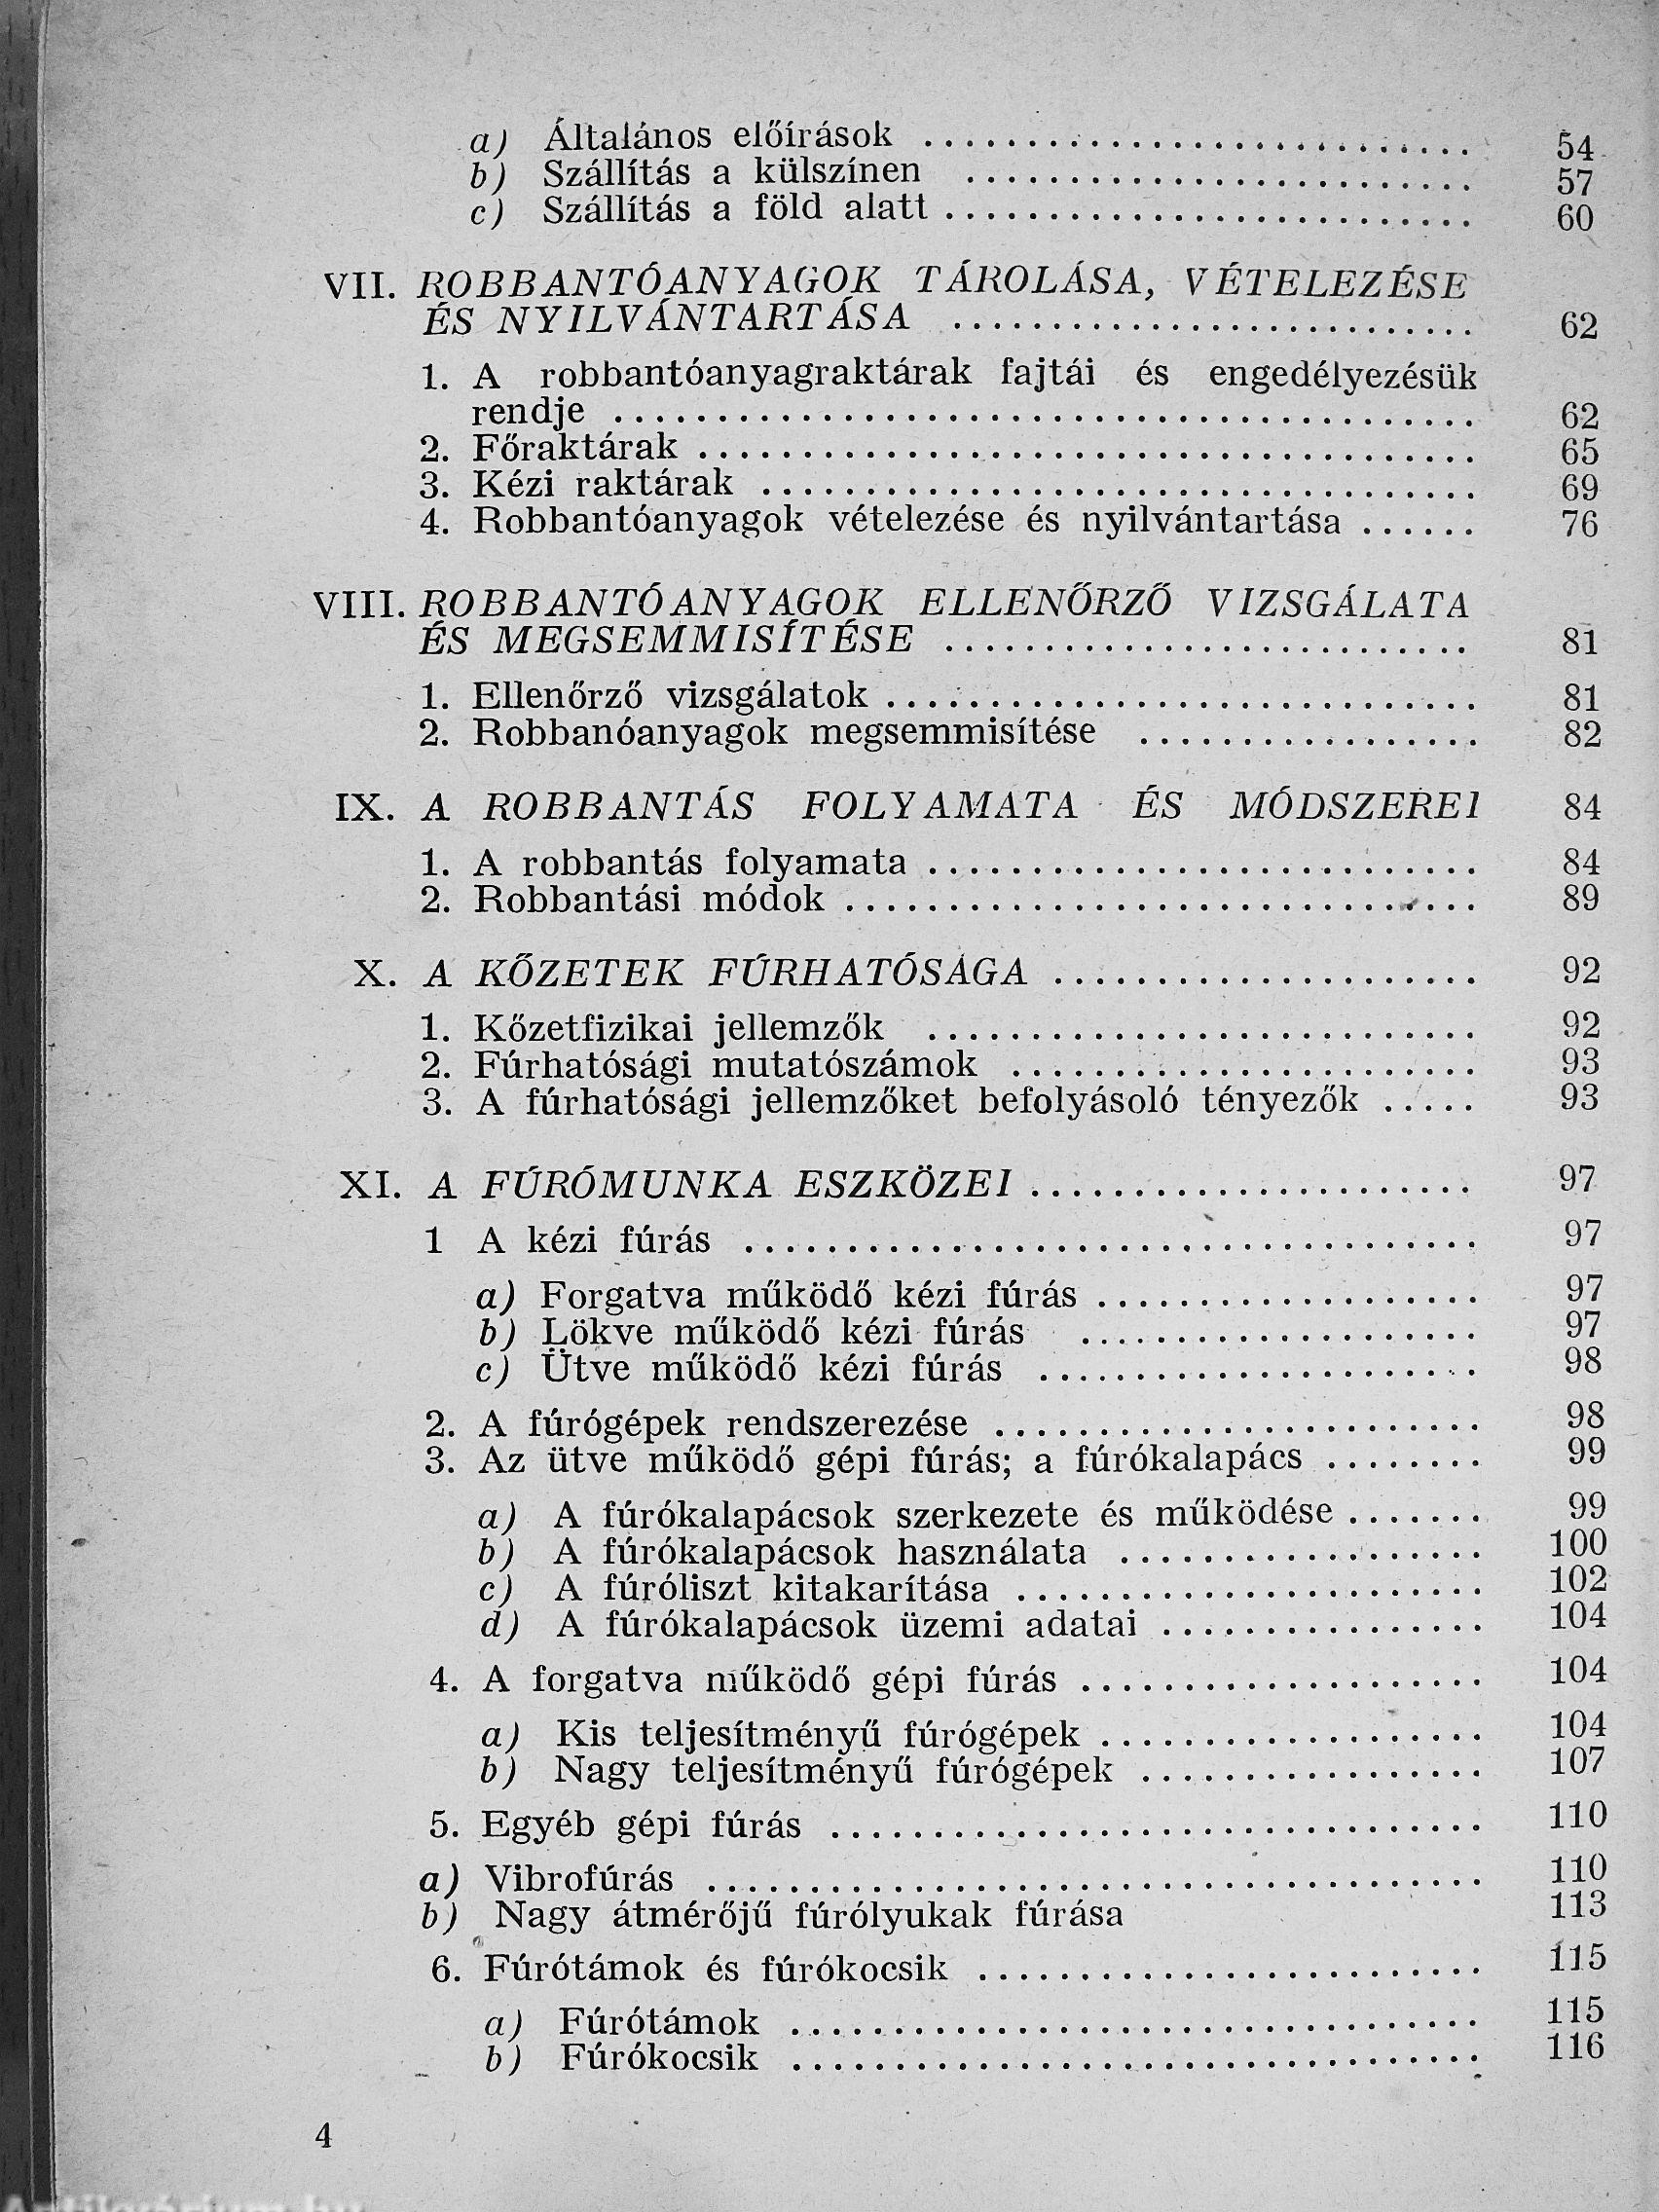 a) Általános előírások ........................... 54
b) Szállítás a külszínen ......................... 57
c) Szállítás a föld alatt .......................... 60
VII. ROBBANTÓANYAGOK TÁROLÁSA, VÉTELEZÉSE
ÉS NYILVÁNTARTÁSA .......................... 62
1. A robbantóanyagraktárak fajtái és engedélyezésük
rendje .......................................... 62
2. Főraktárak ...................................... 65
3. Kézi raktárak ................................... 69
4. Robbantóanyagok vételezése és nyilvántartása ...... 76
VIII. ROBBANTÓANYAGOK ELLENŐRZŐ VIZSGÁLATA
ÉS MEGSEMMISÍTÉSE .......................... 81
1. Ellenőrző vizsgálatok ............................. 81
2. Robbanóanyagok megsemmisítése ................. 82
IX. A ROBBANTÁS FOLYAMATA ÉS MÓDSZEREI 84
1. A robbantás folyamata ........................... 84
2. Robbantási módok ............................... 89
X. A KŐZETEK FÚRHATÓSÁGA ..................... 92
1. Kőzetfizikai jellemzők ........................... 92
2. Fúrhatósági mutatószámok ....................... 93
3. A fúrhatósági jellemzőket befolyásoló tényezők ..... 93
XI. A FÚRÓMUNKA ESZKÖZEI ...................... 97
1 A kézi fúrás .................................... 97
a) Forgatva működő kézi fúrás ................... 97
b) Lökve működő kézi fúrás .................... 97
c) Ütve működő kézi fúrás ...................... 98
2. A fúrógépek rendszerezése ........................ 98
3. Az ütve működő gépi fúrás; a fúrókalapács ........ 99
a) A fúrókalapácsok szerkezete és működése ....... 99
b) A fúrókalapácsok használata .................. 100
c) A fúróliszt kitakarítása ....................... 102
d) A fúrókalapácsok üzemi adatai ................ 104
4. A forgatva működő gépi fúrás .................... 104
a) Kis teljesítményű fúrógépek ................... 104
b) Nagy teljesítményű fúrógépek ................. 107
5. Egyéb gépi fúrás ................................ 110
a) Vibrofúrás ...................................... 110
b) Nagy átmérőjű fúrólyukak fúrása 113
6. Fúrótámok és fúrókocsik ......................... 115
a) Fúrótámok .................................. 115
b) Fúrókocsik .................................. 116
4